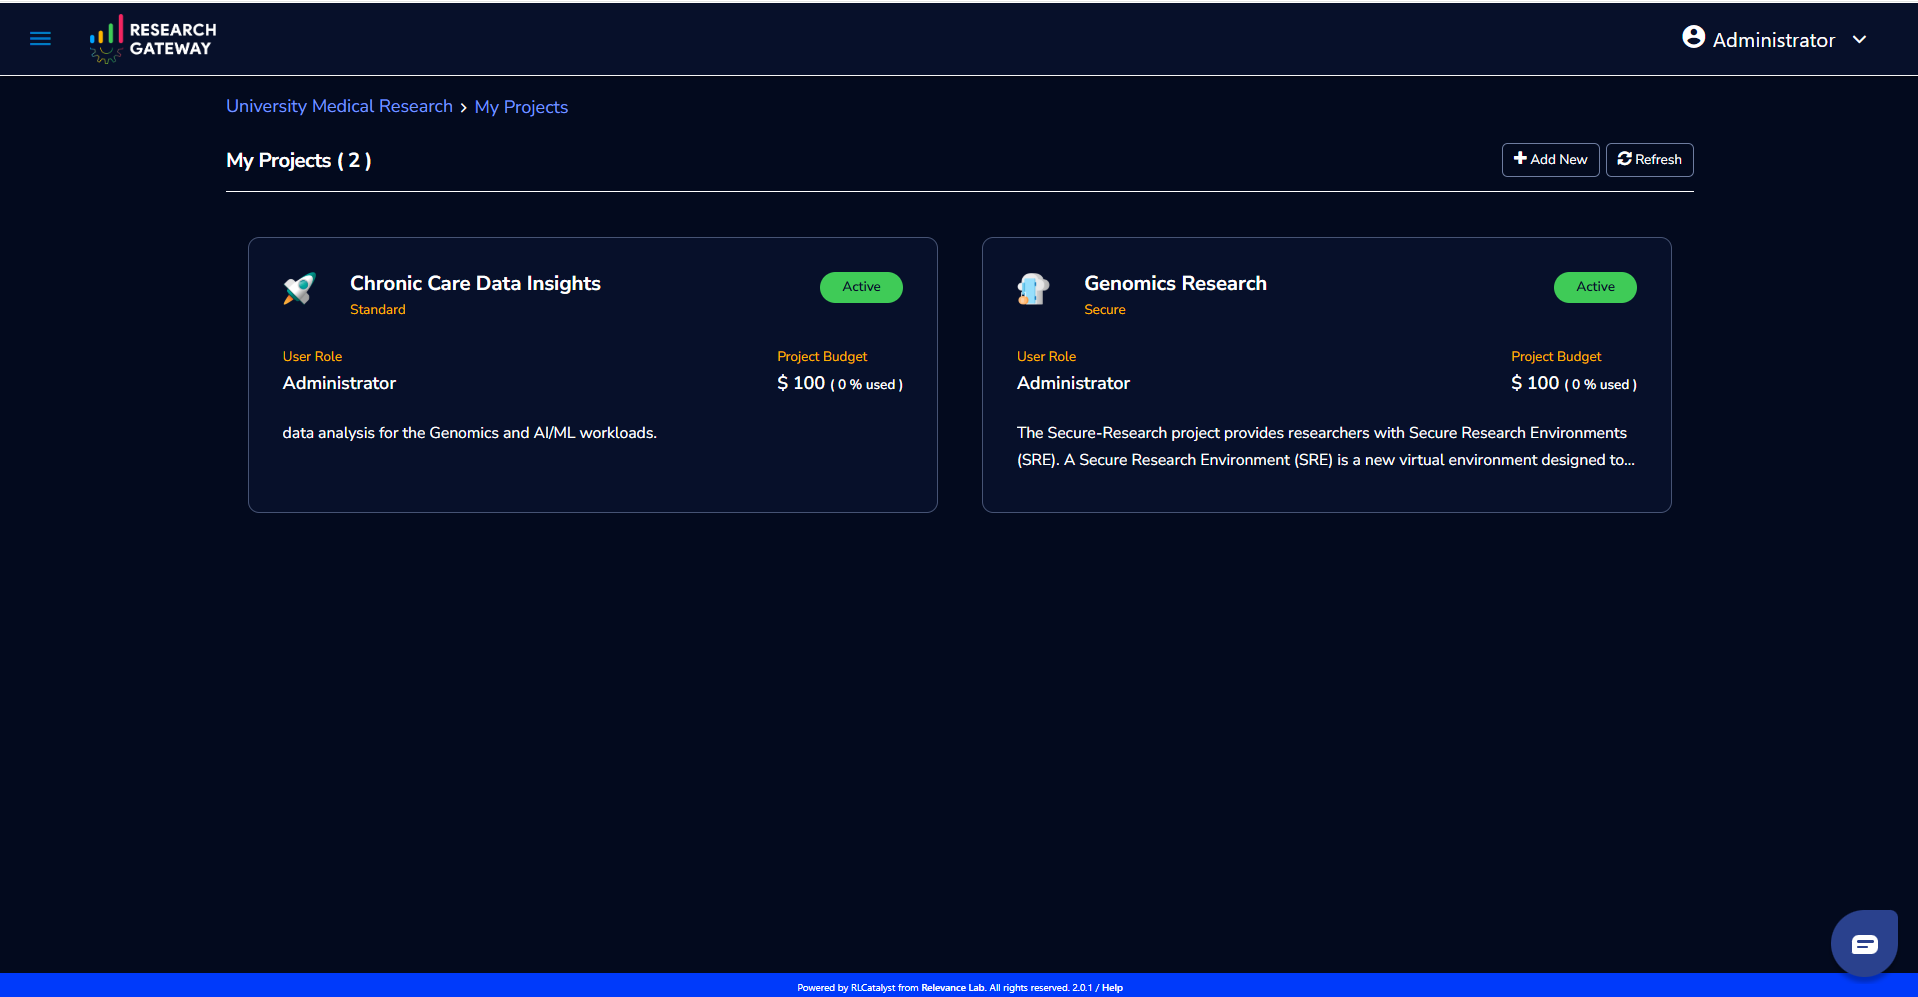 RESEARCH
GATEWAY
Administrator
University Medical Research > My Projects
My Projects ( 2 )
Add New
Refresh
Chronic Care Data Insights
Standard
Active
User Role
Project Budget
Administrator
$ 100 ( 0 % used )
data analysis for the Genomics and AI/ML workloads.
Genomics Research
Secure
Active
User Role
Project Budget
Administrator
$ 100 ( 0 % used )
The Secure-Research project provides researchers with Secure Research Environments
(SRE). A Secure Research Environment (SRE) is a new virtual environment designed to...
Powered by RLCatalyst from Relevance Lab. All rights reserved. 2.0.1 / Help